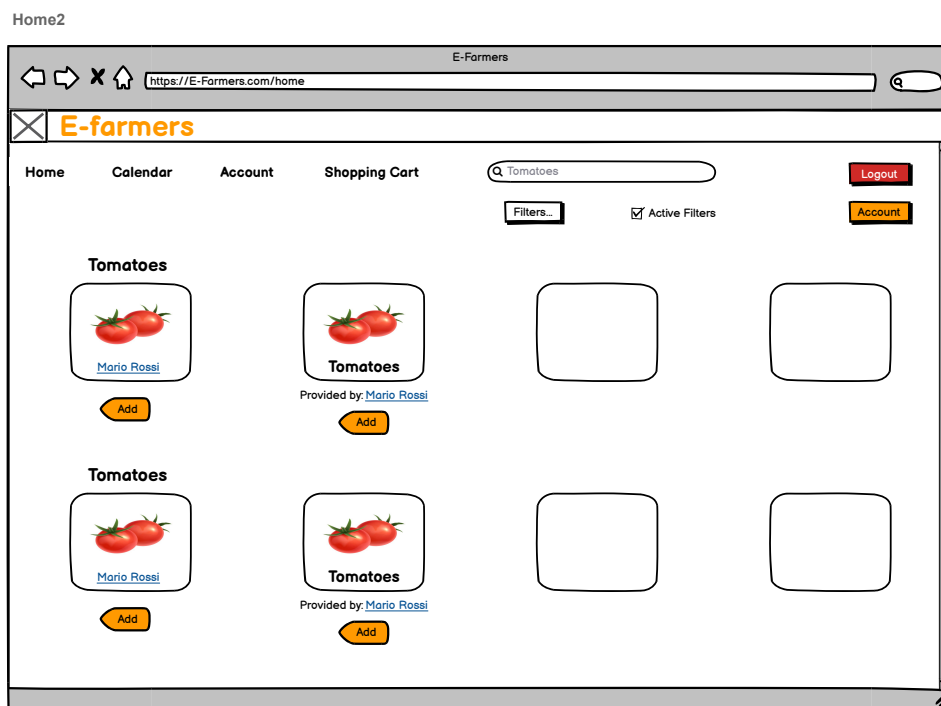 Home2
E-Farmers
https://E-Farmers.com/home
E-farmers
Home Calendar Account Shopping Cart Tomatoes Logout
Filters... Active Filters Account
Tomatoes
Mario Rossi Tomatoes
Provided by: Mario Rossi
Add
Add
Tomatoes
Mario Rossi Tomatoes
Provided by: Mario Rossi
Add
Add